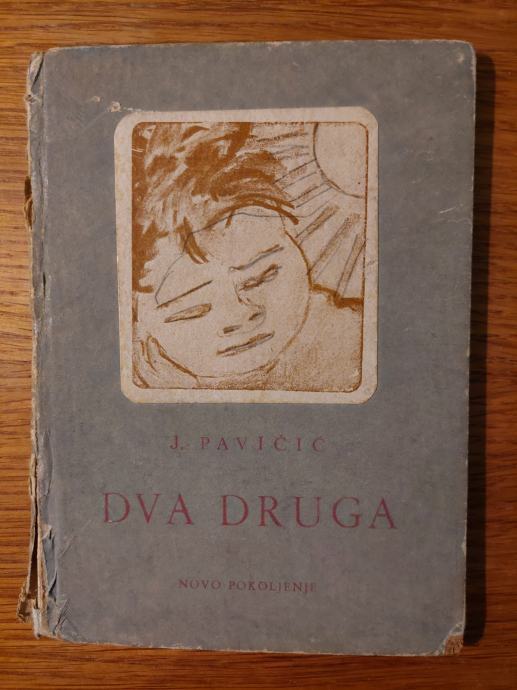 J. PAVIČIĆ
DVA DRUGA
NOVO POKOLJENJE